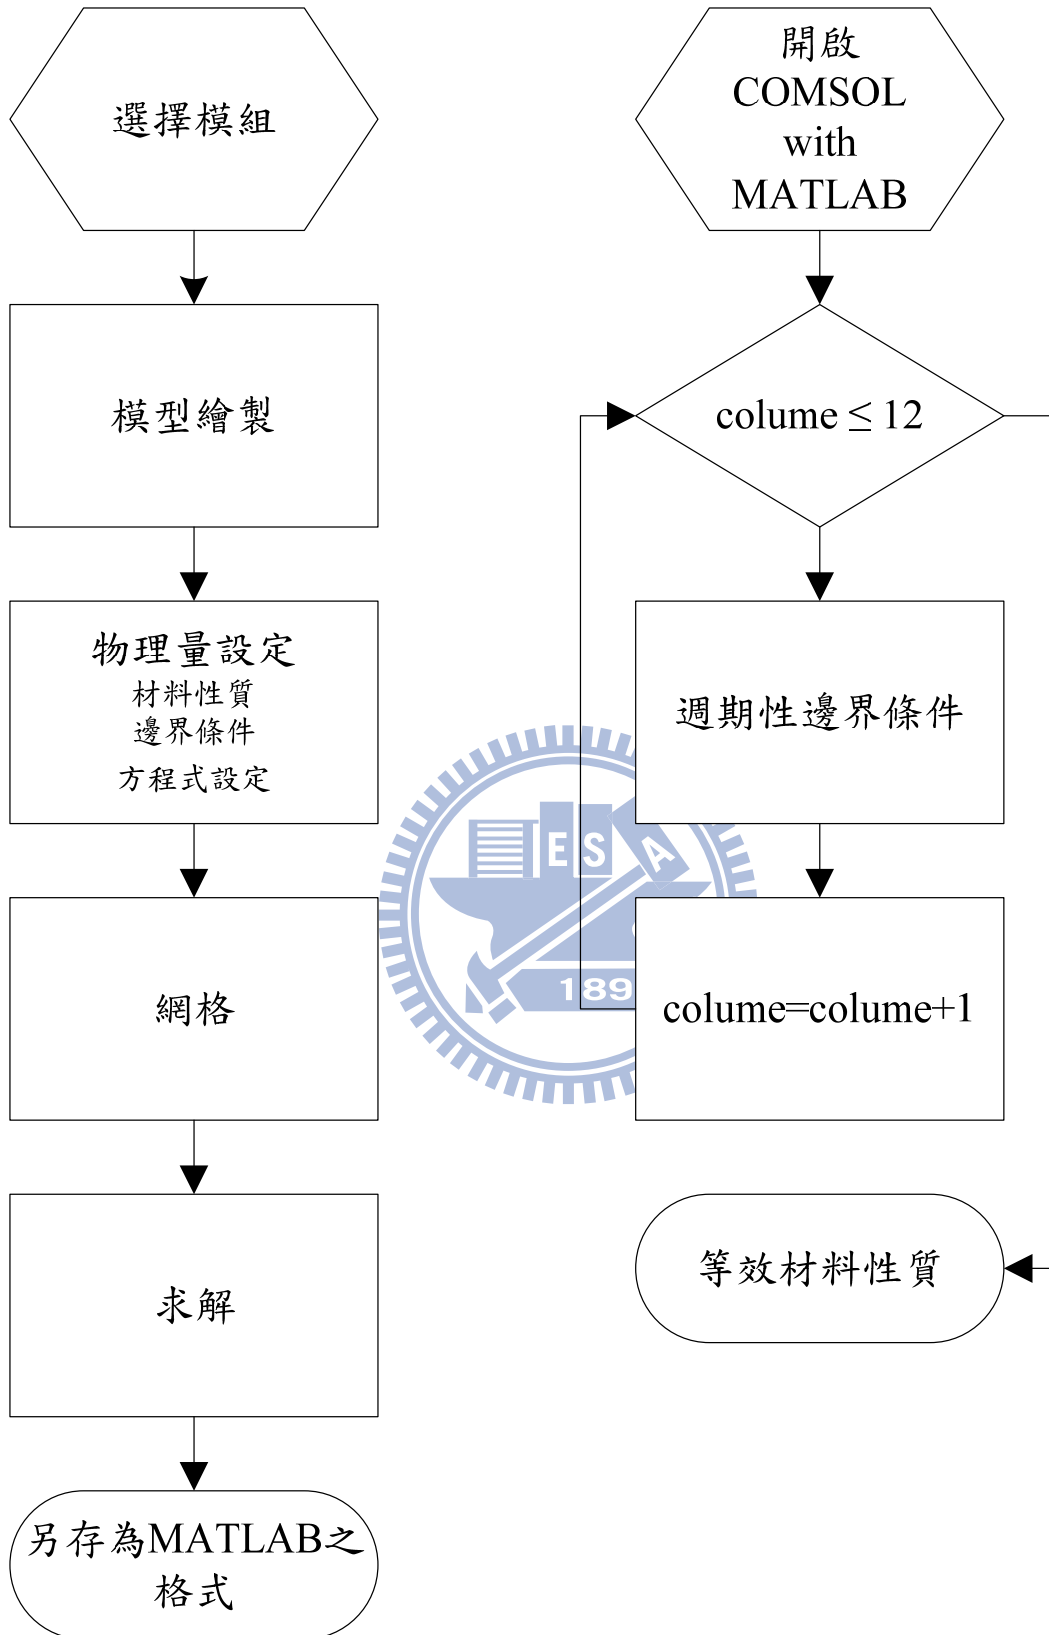 選擇模組
模型繪製
物理量設定
材料性質
邊界條件
方程式設定
網格
求解
另存為MATLAB之
格式
開啟
COMSOL
with
MATLAB
colume ≤ 12
週期性邊界條件
colume=colume+1
等效材料性質
E S A
189